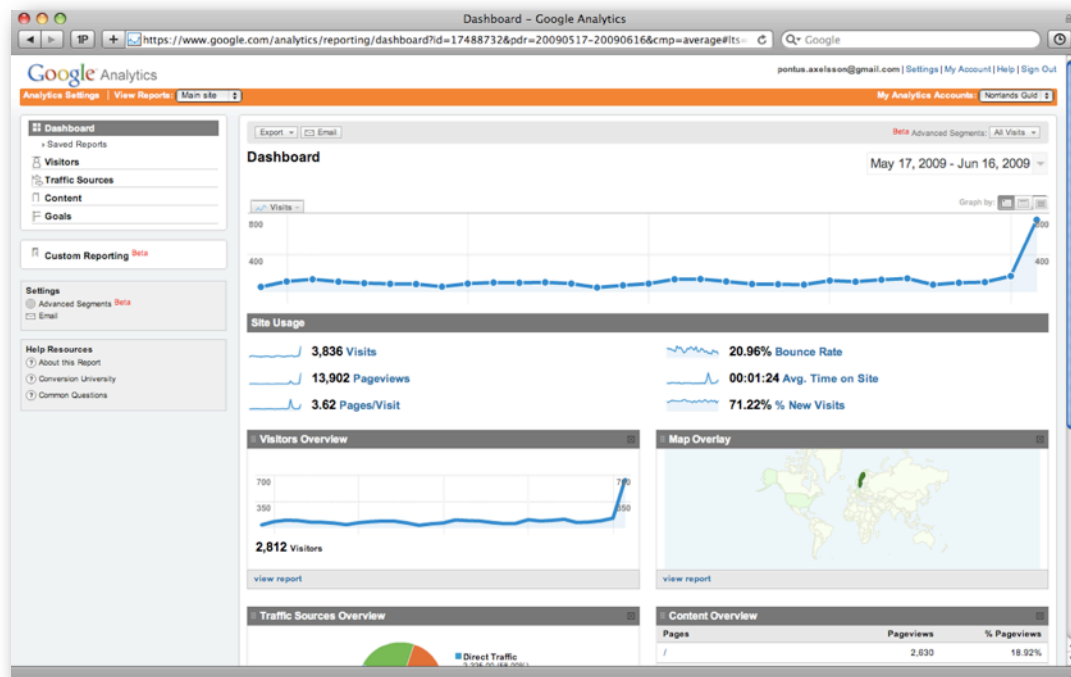 Dashboard – Google Analytics
1P + https://www.google.com/analytics/reporting/dashboard?id=17488732&pdr=20090517-20090616&cmp=average#lts= Google
Google Analytics
pontus.axelsson@gmail.com | Settings | My Account | Help | Sign Out
Analytics Settings | View Reports: Main site
My Analytics Accounts: Norrlands Guld
Dashboard
Saved Reports
Visitors
Traffic Sources
Content
Goals
Custom Reporting Beta
Settings
Advanced Segments Beta
Email
Help Resources
? About this Report
? Conversion University
? Common Questions
Export Email
Beta Advanced Segments: All Visits
Dashboard
May 17, 2009 - Jun 16, 2009
Visits
Graph by:
800 800
400 400
Site Usage
3,836 Visits
13,902 Pageviews
3.62 Pages/Visit
20.96% Bounce Rate
00:01:24 Avg. Time on Site
71.22% % New Visits
Visitors Overview
700 700
350 350
2,812 Visitors
view report
Map Overlay
view report
Traffic Sources Overview
Direct Traffic
Content Overview
Pages Pageviews % Pageviews
/ 2,630 18.92%